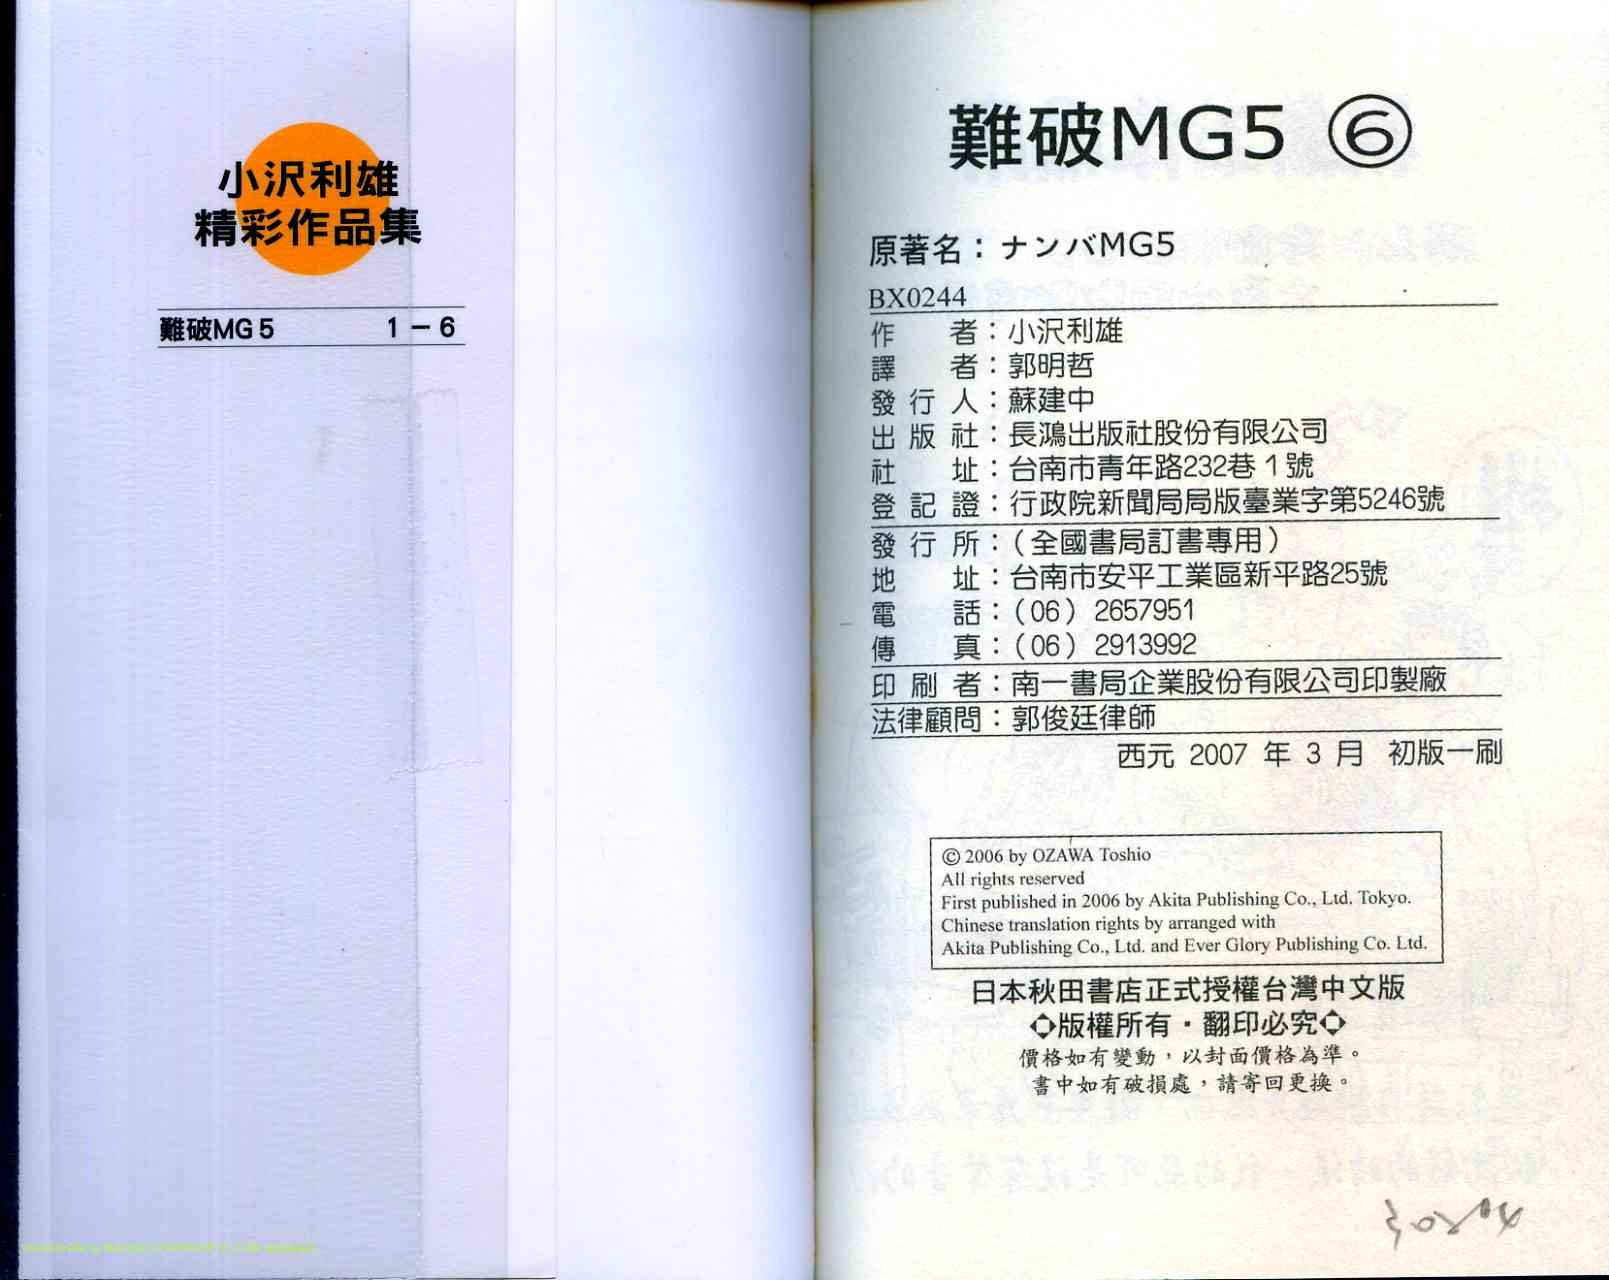 小沢利雄
精彩作品集
難破MG5 1－6
難破MG5 ⑥
原著名：ナンバMG5
BX0244
作者：小沢利雄
譯者：郭明哲
發行人：蘇建中
出版社：長鴻出版社股份有限公司
社址：台南市青年路232巷1號
登記證：行政院新聞局局版臺業字第5246號
發行所：（全國書局訂書專用）
地址：台南市安平工業區新平路25號
電話：（06）2657951
傳真：（06）2913992
印刷者：南一書局企業股份有限公司印製廠
法律顧問：郭俊廷律師
西元 2007 年 3 月 初版一刷
© 2006 by OZAWA Toshio
All rights reserved
First published in 2006 by Akita Publishing Co., Ltd. Tokyo.
Chinese translation rights by arranged with
Akita Publishing Co., Ltd. and Ever Glory Publishing Co. Ltd.
日本秋田書店正式授權台灣中文版
◇版權所有・翻印必究◇
價格如有變動，以封面價格為準。
書中如有破損處，請寄回更換。